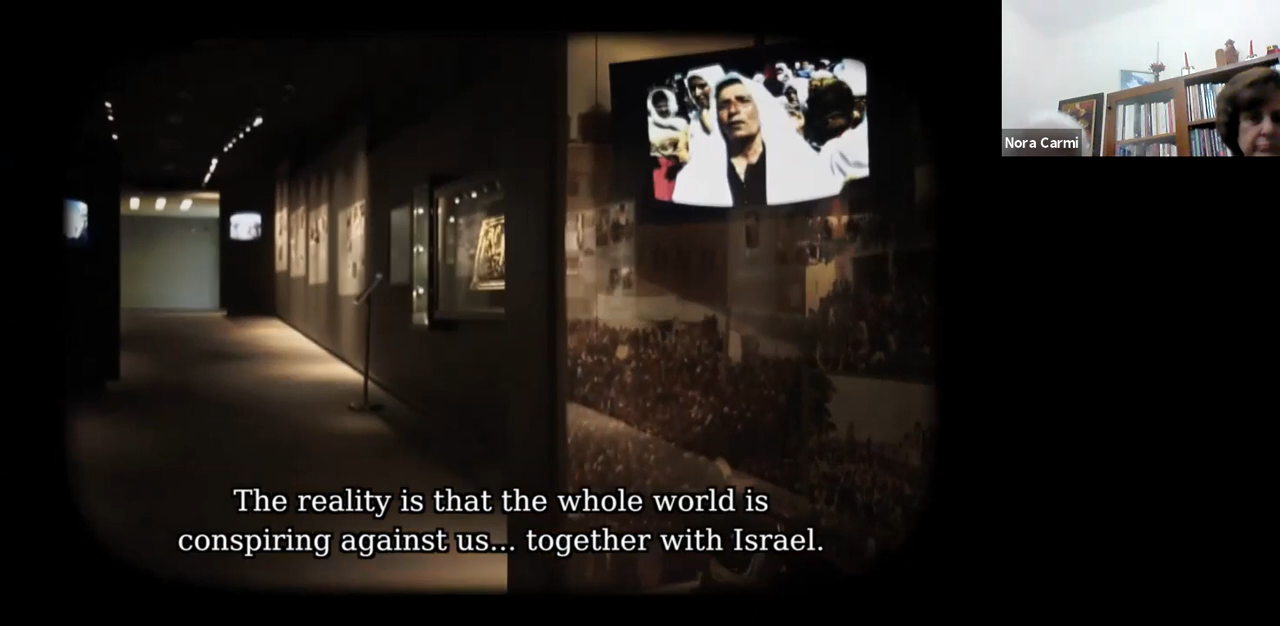 Nora Carmi
The reality is that the whole world is
conspiring against us... together with Israel.